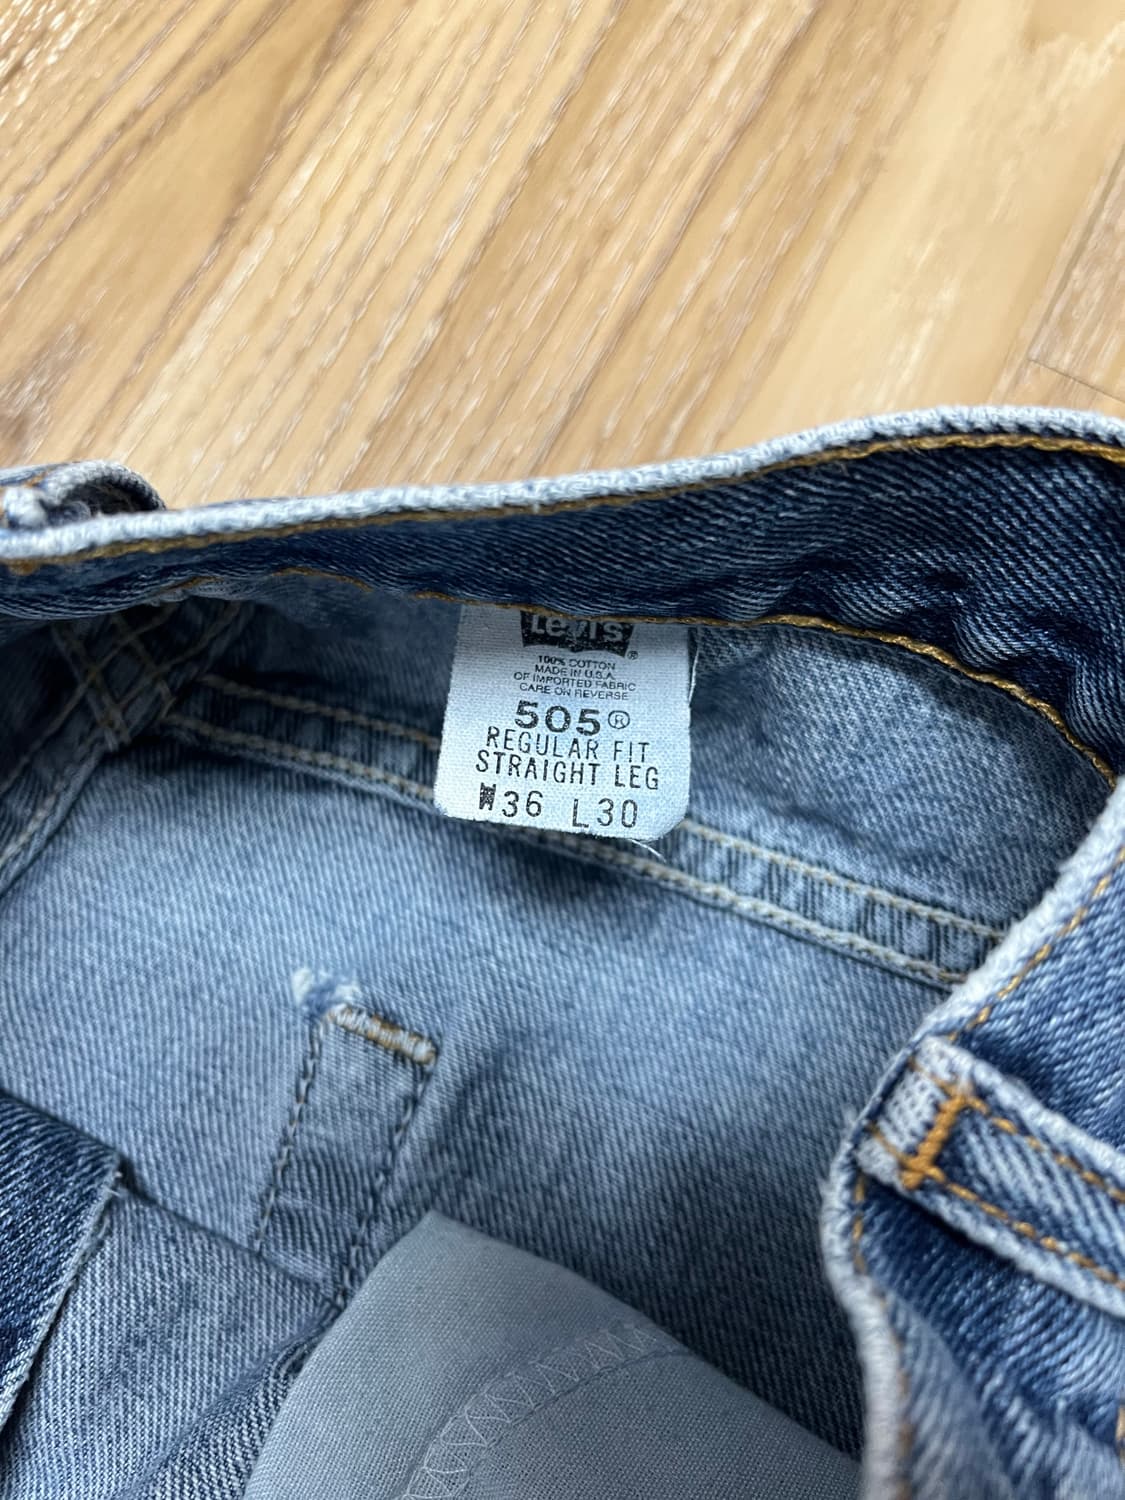 Levi's ®
100% COTTON
MADE IN U.S.A.
OF IMPORTED FABRIC
CARE ON REVERSE
505®
REGULAR FIT
STRAIGHT LEG
W36 L30